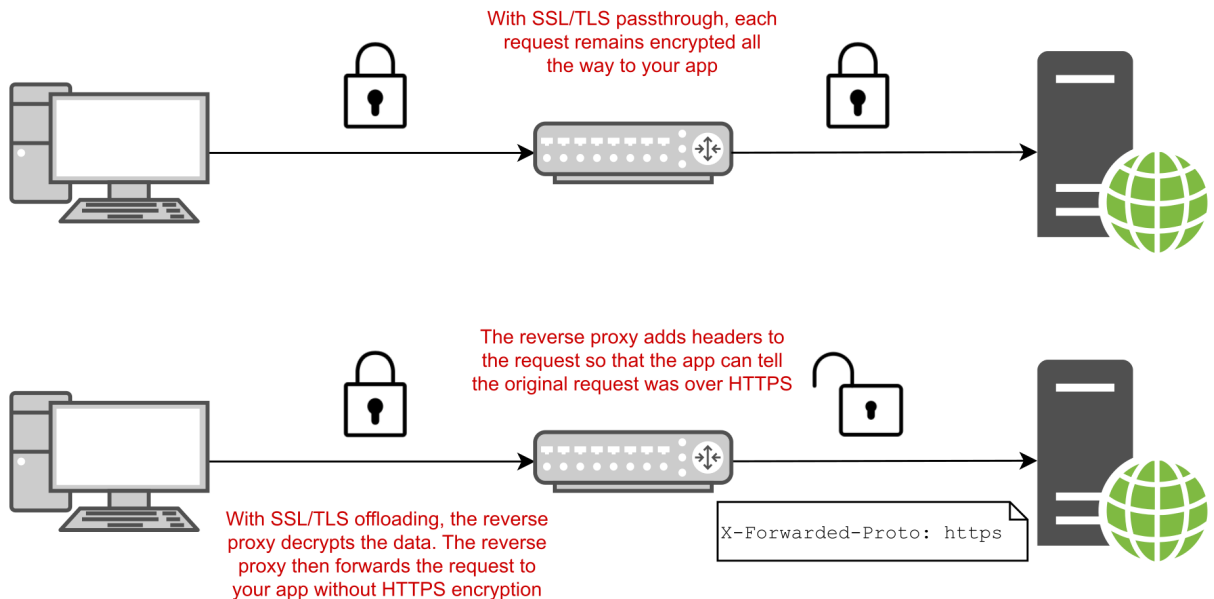 With SSL/TLS passthrough, each
request remains encrypted all
the way to your app
The reverse proxy adds headers to
the request so that the app can tell
the original request was over HTTPS
With SSL/TLS offloading, the reverse
proxy decrypts the data. The reverse
proxy then forwards the request to
your app without HTTPS encryption
X-Forwarded-Proto: https